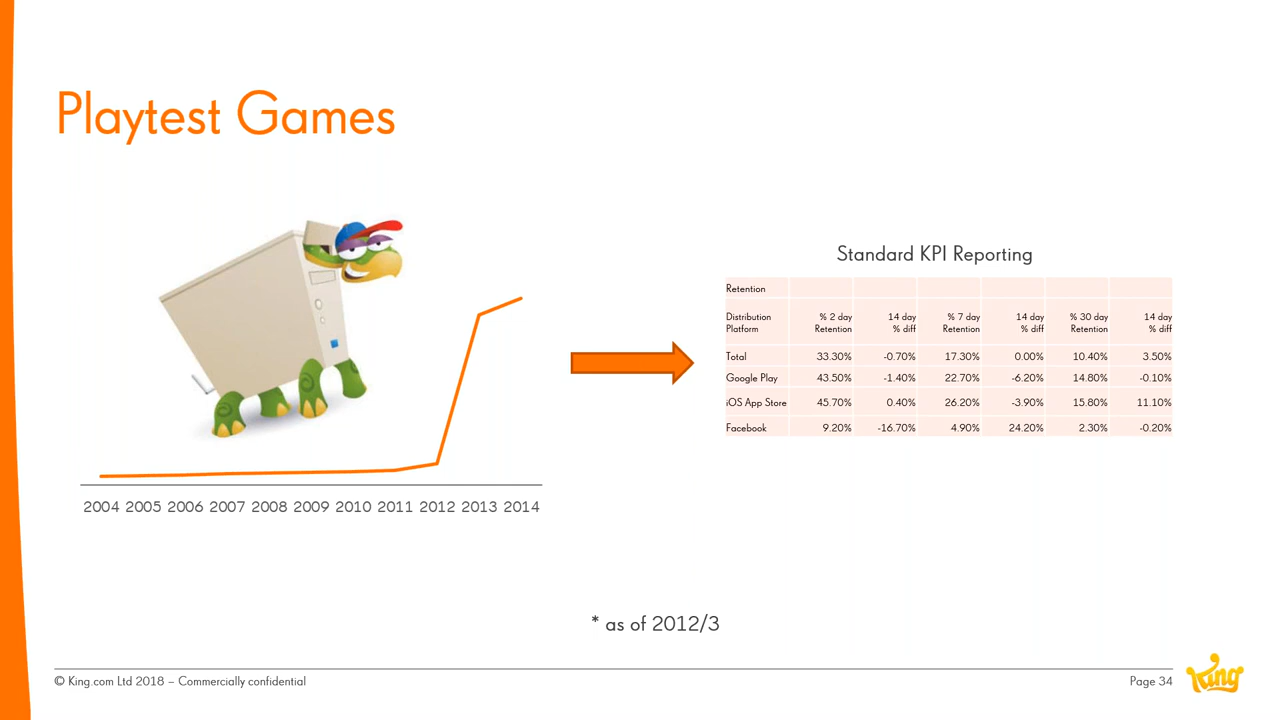 Playtest Games
2004 2005 2006 2007 2008 2009 2010 2011 2012 2013 2014
Standard KPI Reporting
Retention
Distribution Platform % 2 day Retention 14 day % diff % 7 day Retention 14 day % diff % 30 day Retention 14 day % diff
Total 33.30% -0.70% 17.30% 0.00% 10.40% 3.50%
Google Play 43.50% -1.40% 22.70% -6.20% 14.80% -0.10%
iOS App Store 45.70% 0.40% 26.20% -3.90% 15.80% 11.10%
Facebook 9.20% -16.70% 4.90% 24.20% 2.30% -0.20%
* as of 2012/3
© King.com Ltd 2018 – Commercially confidential
Page 34
King